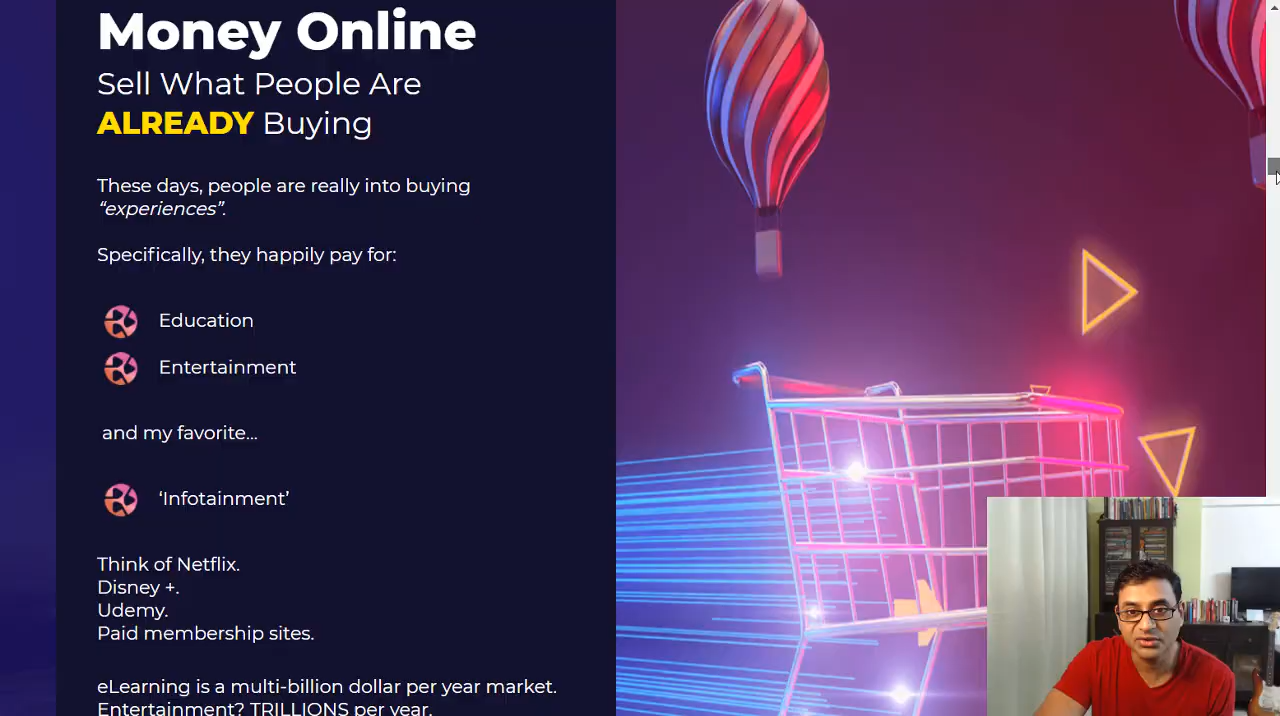 Money Online
Sell What People Are
ALREADY Buying
These days, people are really into buying
“experiences”.
Specifically, they happily pay for:
Education
Entertainment
and my favorite...
‘Infotainment’
Think of Netflix.
Disney +.
Udemy.
Paid membership sites.
eLearning is a multi-billion dollar per year market.
Entertainment? TRILLIONS per year.